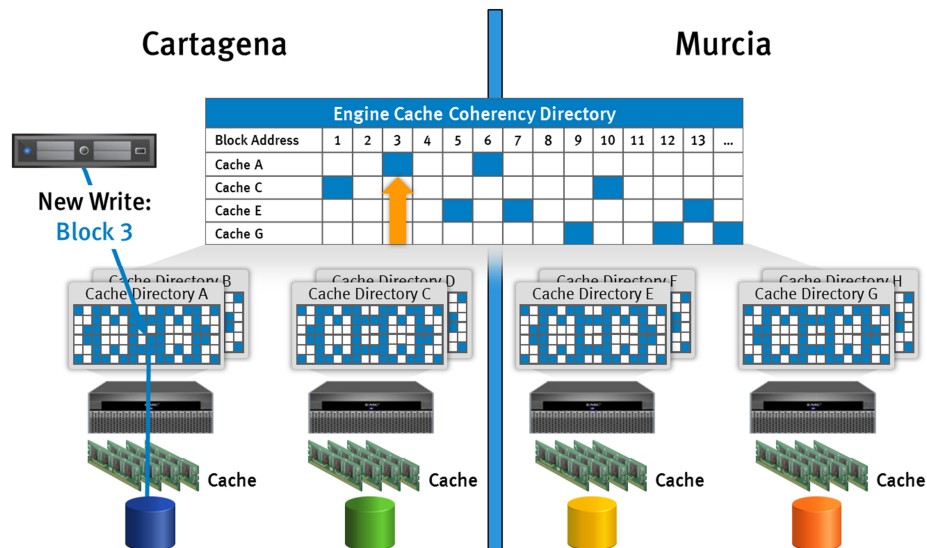 Cartagena
Murcia
Engine Cache Coherency Directory
Block Address 1 2 3 4 5 6 7 8 9 10 11 12 13 ...
Cache A
Cache C
Cache E
Cache G
New Write:
Block 3
Cache Directory B
Cache Directory A
Cache Directory D
Cache Directory C
Cache Directory F
Cache Directory E
Cache Directory H
Cache Directory G
Cache
Cache
Cache
Cache